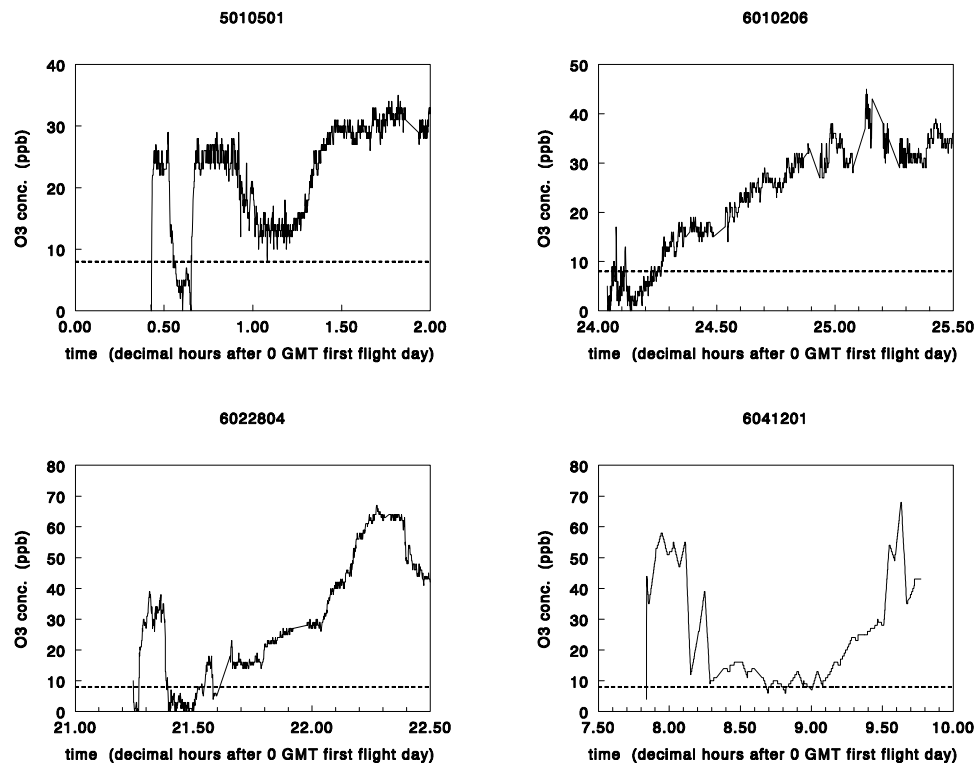 5010501
40
30
20
10
0
O3 conc. (ppb)
0.00 0.50 1.00 1.50 2.00
time (decimal hours after 0 GMT first flight day)
6010206
50
40
30
20
10
0
O3 conc. (ppb)
24.00 24.50 25.00 25.50
time (decimal hours after 0 GMT first flight day)
6022804
80
70
60
50
40
30
20
10
0
O3 conc. (ppb)
21.00 21.50 22.00 22.50
time (decimal hours after 0 GMT first flight day)
6041201
80
70
60
50
40
30
20
10
0
O3 conc. (ppb)
7.50 8.00 8.50 9.00 9.50 10.00
time (decimal hours after 0 GMT first flight day)